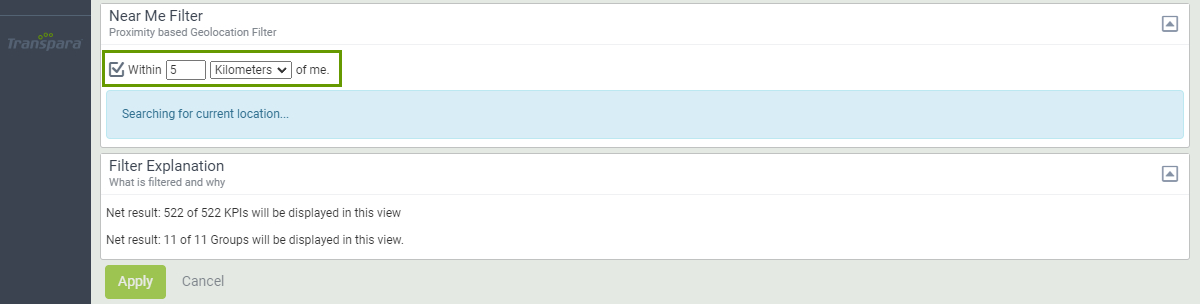 Transpara
Near Me Filter
Proximity based Geolocation Filter
Within 5 Kilometers of me.
Searching for current location...
Filter Explanation
What is filtered and why
Net result: 522 of 522 KPIs will be displayed in this view
Net result: 11 of 11 Groups will be displayed in this view.
Apply Cancel